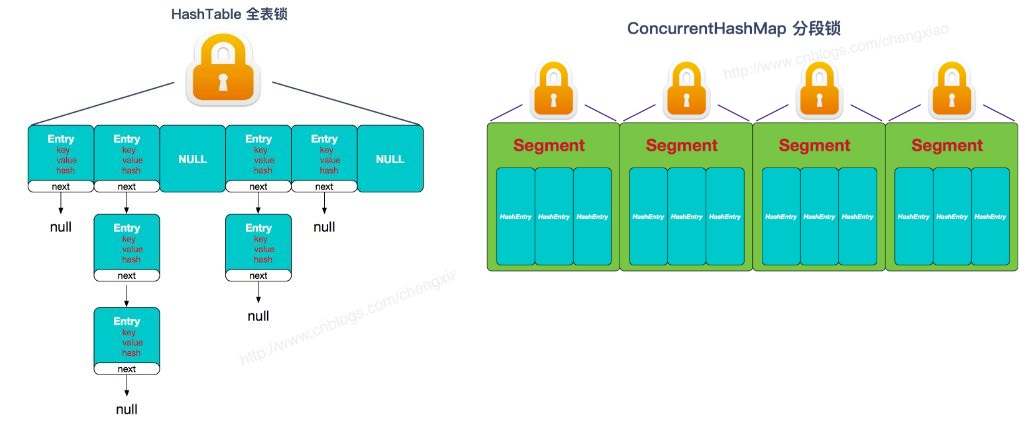 HashTable 全表锁
Entry
key
value
hash
next
null
Entry
key
value
hash
next
Entry
key
value
hash
next
Entry
key
value
hash
next
null
NULL
Entry
key
value
hash
next
Entry
key
value
hash
next
null
Entry
key
value
hash
next
null
NULL
http://www.cnblogs.com/chengxiao
ConcurrentHashMap 分段锁
http://www.cnblogs.com/chengxiao
Segment
HashEntry HashEntry HashEntry
Segment
HashEntry HashEntry HashEntry
Segment
HashEntry HashEntry HashEntry
Segment
HashEntry HashEntry HashEntry